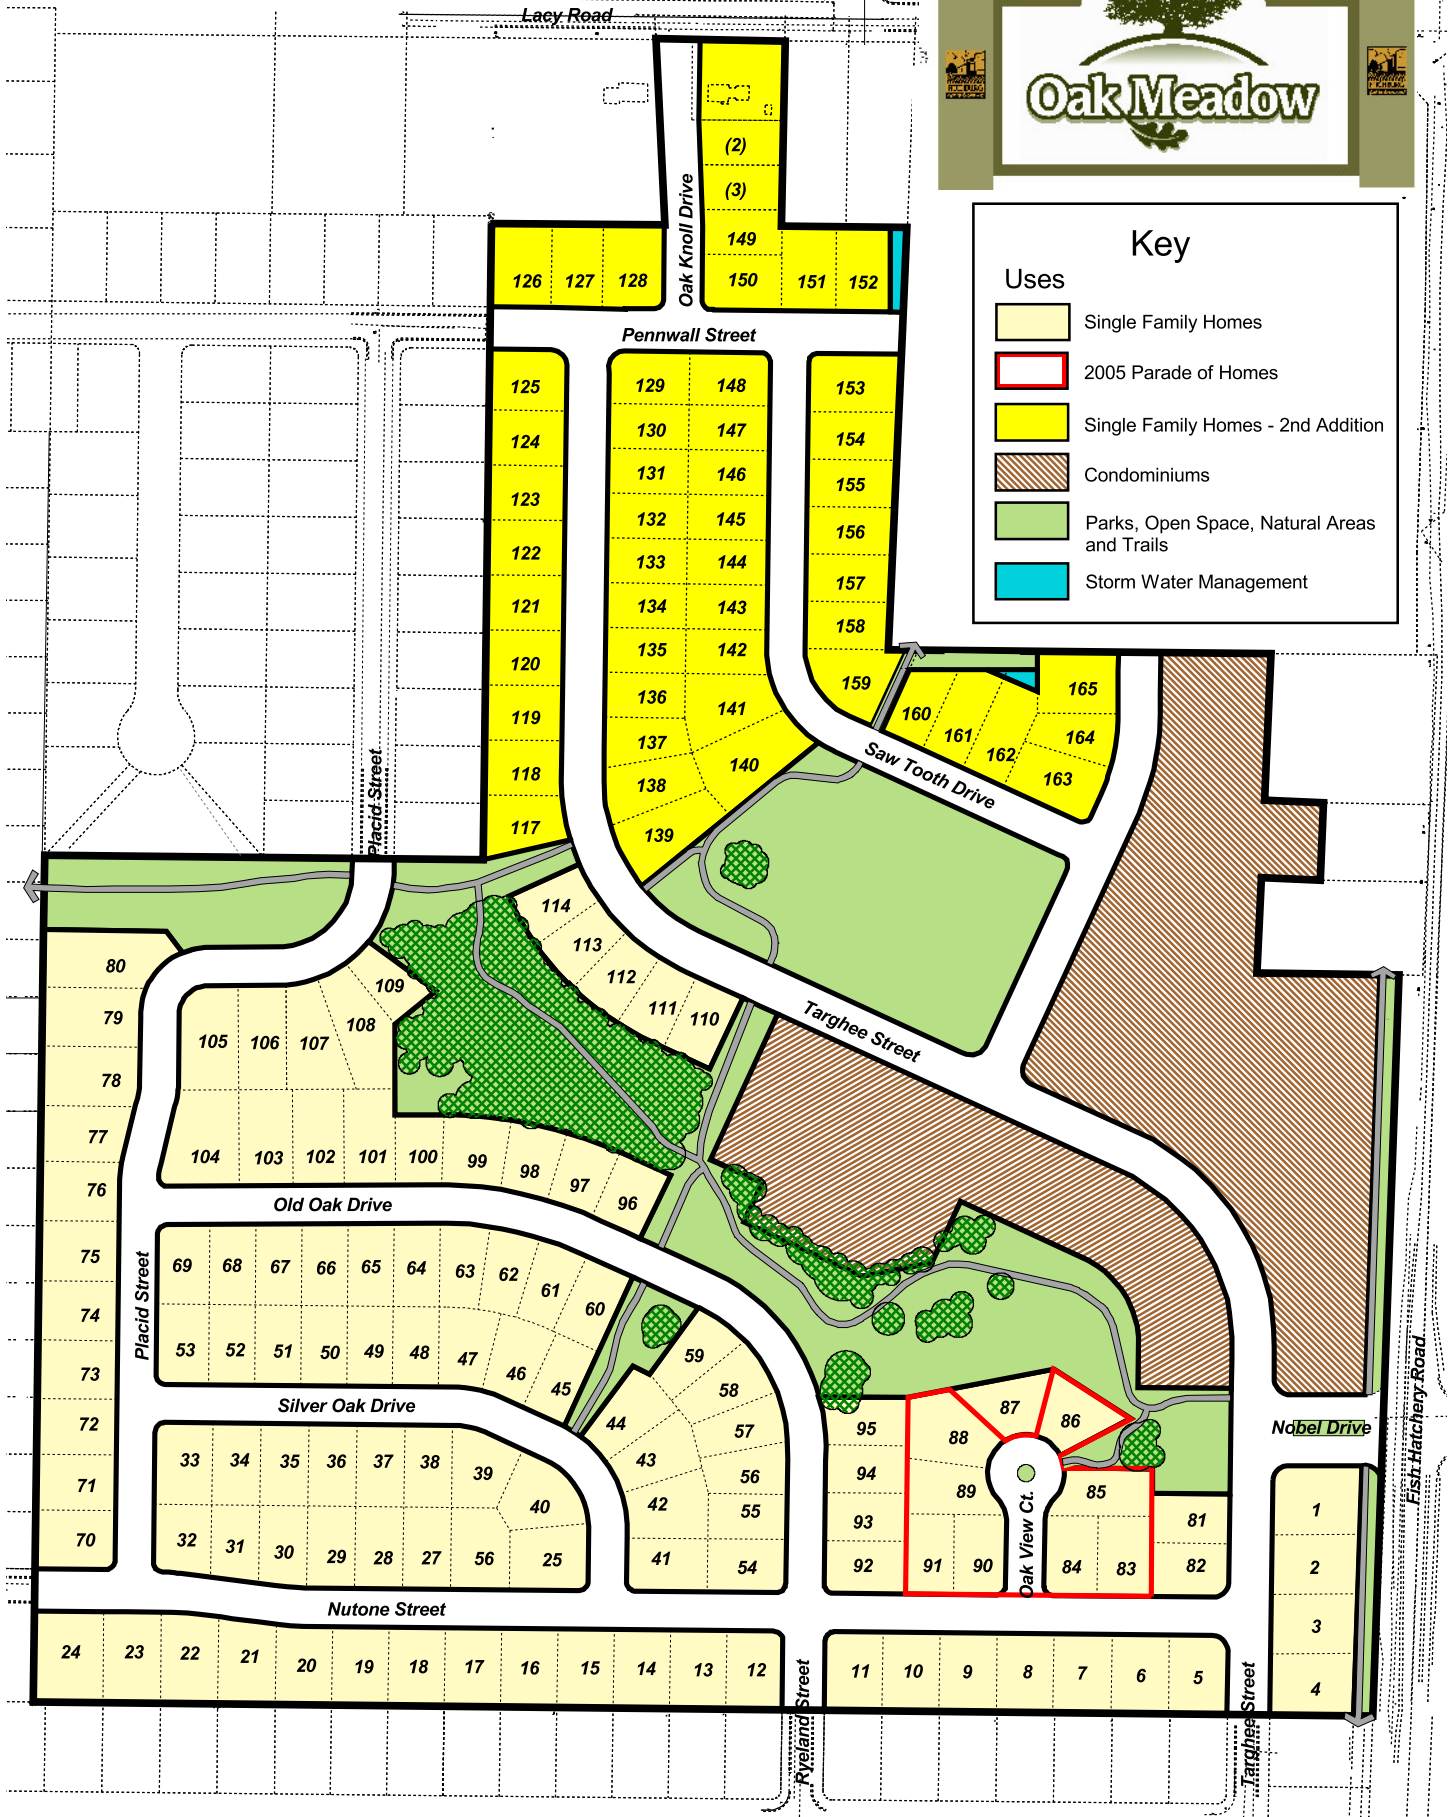 Lacy Road
Oak Meadow
Key
Uses
Single Family Homes
2005 Parade of Homes
Single Family Homes - 2nd Addition
Condominiums
Parks, Open Space, Natural Areas
and Trails
Storm Water Management
(2)
(3)
Oak Knoll Drive
149
126 127 128
150 151 152
Pennwall Street
125 129 148 153
124 130 147 154
123 131 146 155
122 132 145 156
121 133 144 157
120 134 143 158
119 135 142 159
118 136 141
117 137 140
138
139
160 161 162 165
164
163
Saw Tooth Drive
Placid Street
114
113
112
111
110
Targhee Street
80
79
78
77
76
75
74
73
72
71
70
109
105 106 107 108
104 103 102 101 100 99 98 97 96
Old Oak Drive
Placid Street
69 68 67 66 65 64 63 62 61 60
53 52 51 50 49 48 47 46 45
Silver Oak Drive
59
58
57
56
55
54
44
43
42
41
33 34 35 36 37 38 39 40
32 31 30 29 28 27 56 25
95
94
93
92
88 87 86
89 85
91 90 84 83
Oak View Ct.
81
82
Nobel Drive
Fish Hatchery Road
1
2
3
4
Nutone Street
24 23 22 21 20 19 18 17 16 15 14 13 12
11 10 9 8 7 6 5
Ryeland Street
Targhee Street